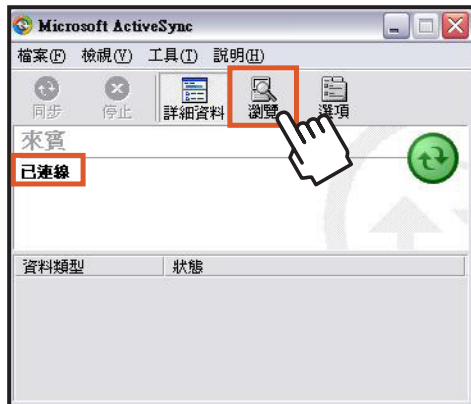 Microsoft ActiveSync
檔案(F) 檢視(V) 工具(T) 說明(H)
同步 停止 詳細資料 瀏覽 選項
來賓
已連線
資料類型 狀態